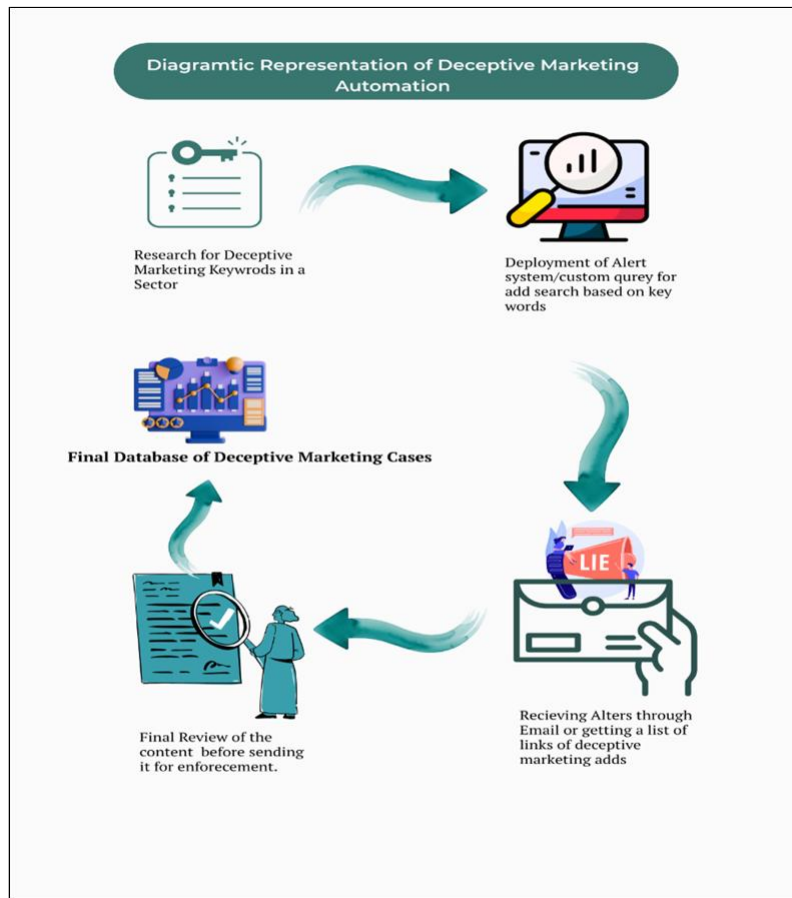 Diagramtic Representation of Deceptive Marketing
Automation
Research for Deceptive
Marketing Keywrods in a
Sector
Deployment of Alert
system/custom qurey for
add search based on key
words
Final Database of Deceptive Marketing Cases
LIE
Final Review of the
content before sending
it for enforecement.
Recieving Alters through
Email or getting a list of
links of deceptive
marketing adds